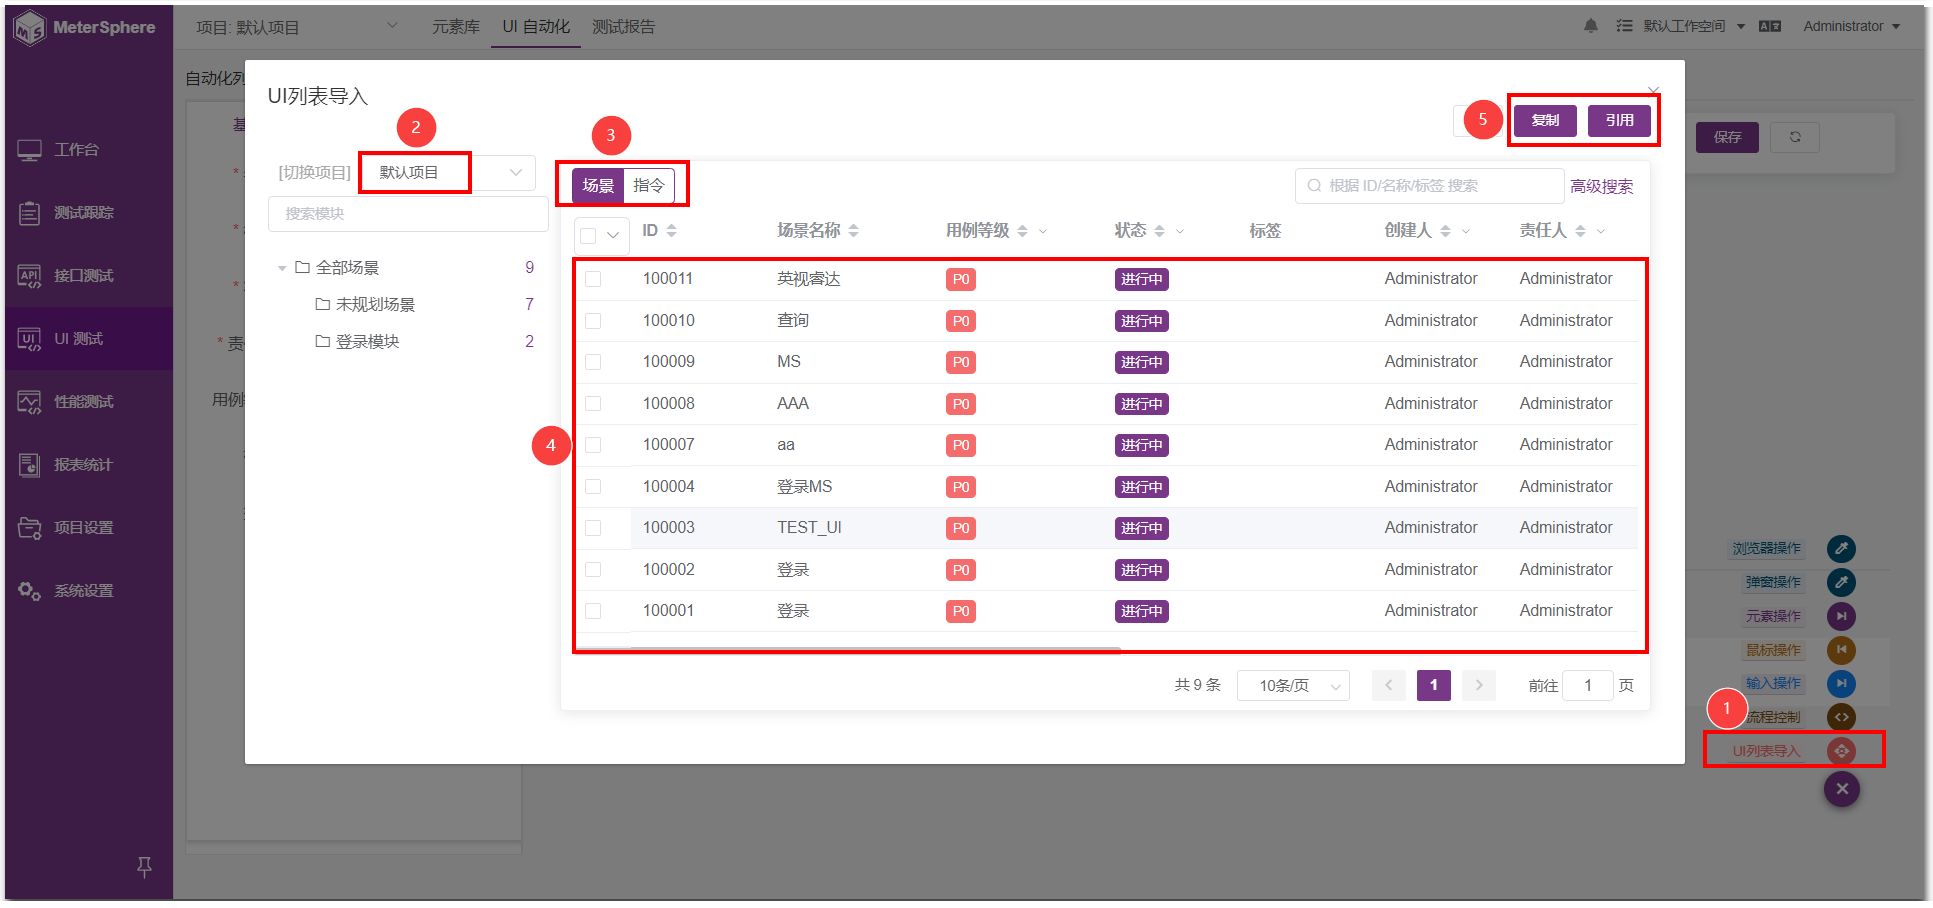 MeterSphere
项目: 默认项目
元素库
UI 自动化
测试报告
默认工作空间
Administrator
工作台
测试跟踪
接口测试
UI 测试
性能测试
报表统计
项目设置
系统设置
自动化列
基
* 责
用例
保存
UI列表导入
2
3
5
复制
引用
[切换项目]
默认项目
搜索模块
全部场景 9
未规划场景 7
登录模块 2
场景
指令
根据 ID/名称/标签 搜索
高级搜索
ID 场景名称 用例等级 状态 标签 创建人 责任人
100011 英视睿达 P0 进行中 Administrator Administrator
100010 查询 P0 进行中 Administrator Administrator
100009 MS P0 进行中 Administrator Administrator
100008 AAA P0 进行中 Administrator Administrator
4
100007 aa P0 进行中 Administrator Administrator
100004 登录MS P0 进行中 Administrator Administrator
100003 TEST_UI P0 进行中 Administrator Administrator
100002 登录 P0 进行中 Administrator Administrator
100001 登录 P0 进行中 Administrator Administrator
共 9 条
10条/页
1
前往 1 页
浏览器操作
弹窗操作
元素操作
鼠标操作
输入操作
1
流程控制
UI列表导入